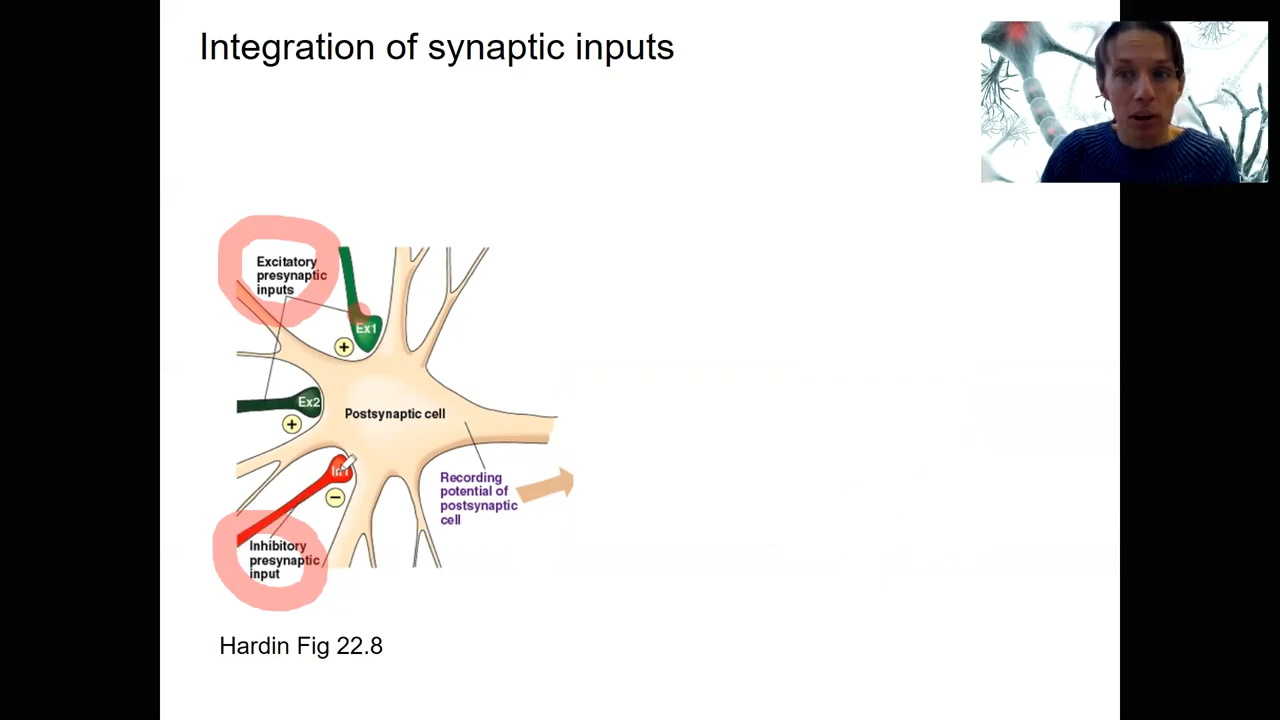 Integration of synaptic inputs
Excitatory
presynaptic
inputs
Ex1
+
Ex2
+
Postsynaptic cell
−
Recording
potential of
postsynaptic
cell
Inhibitory
presynaptic
input
Hardin Fig 22.8